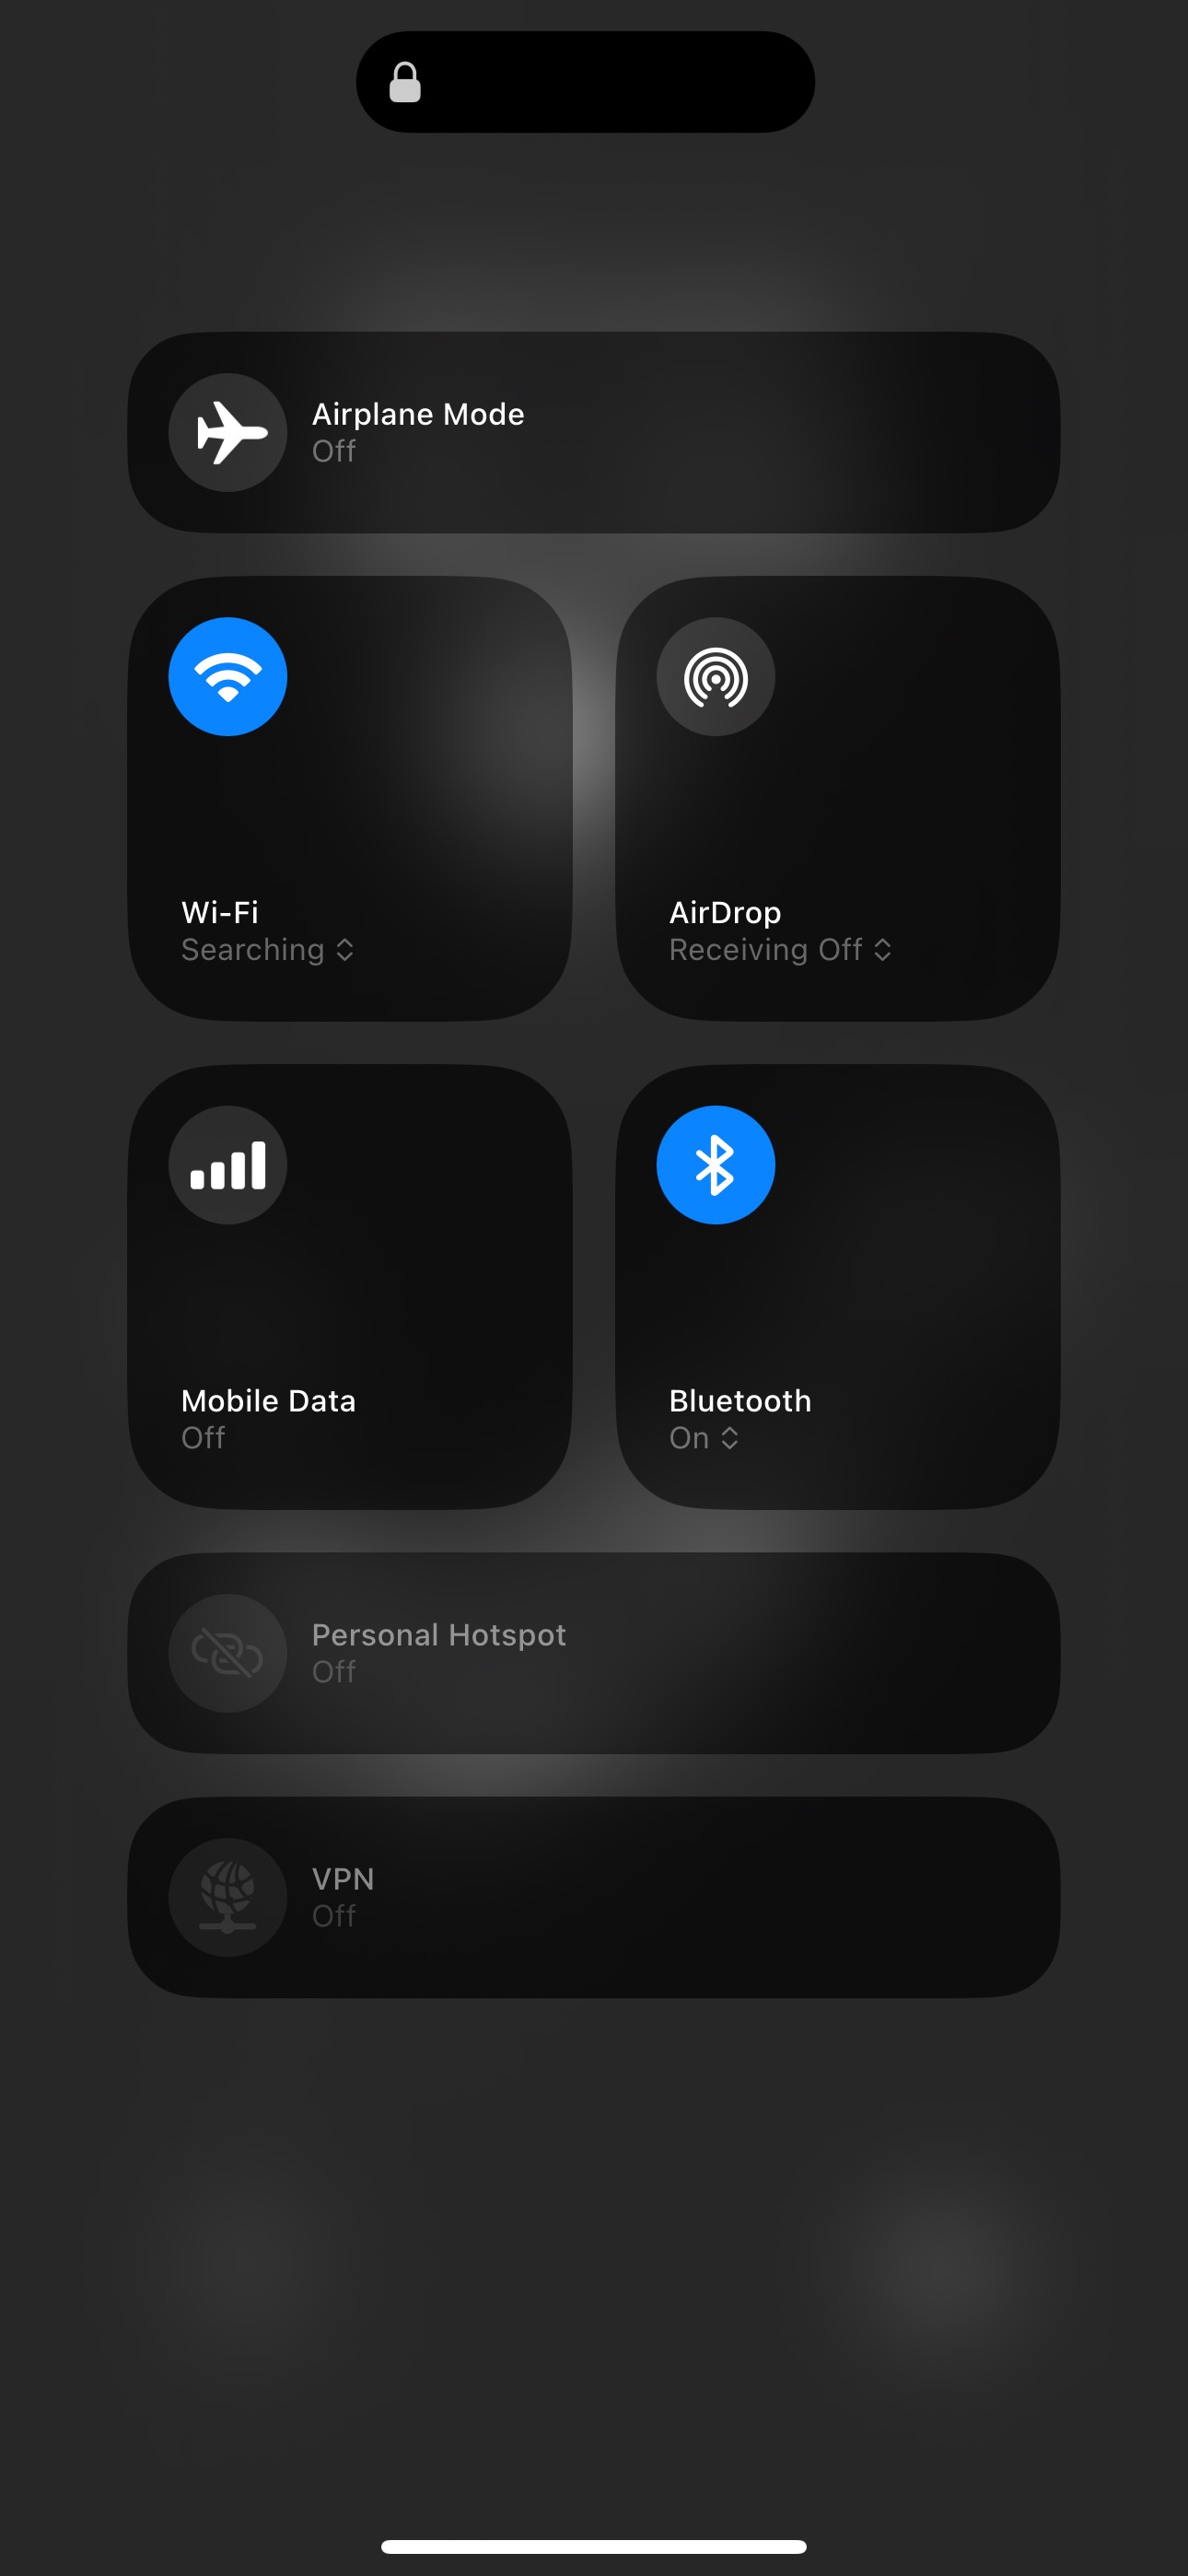 Airplane Mode
Off
Wi-Fi
Searching
AirDrop
Receiving Off
Mobile Data
Off
Bluetooth
On
Personal Hotspot
Off
VPN
Off